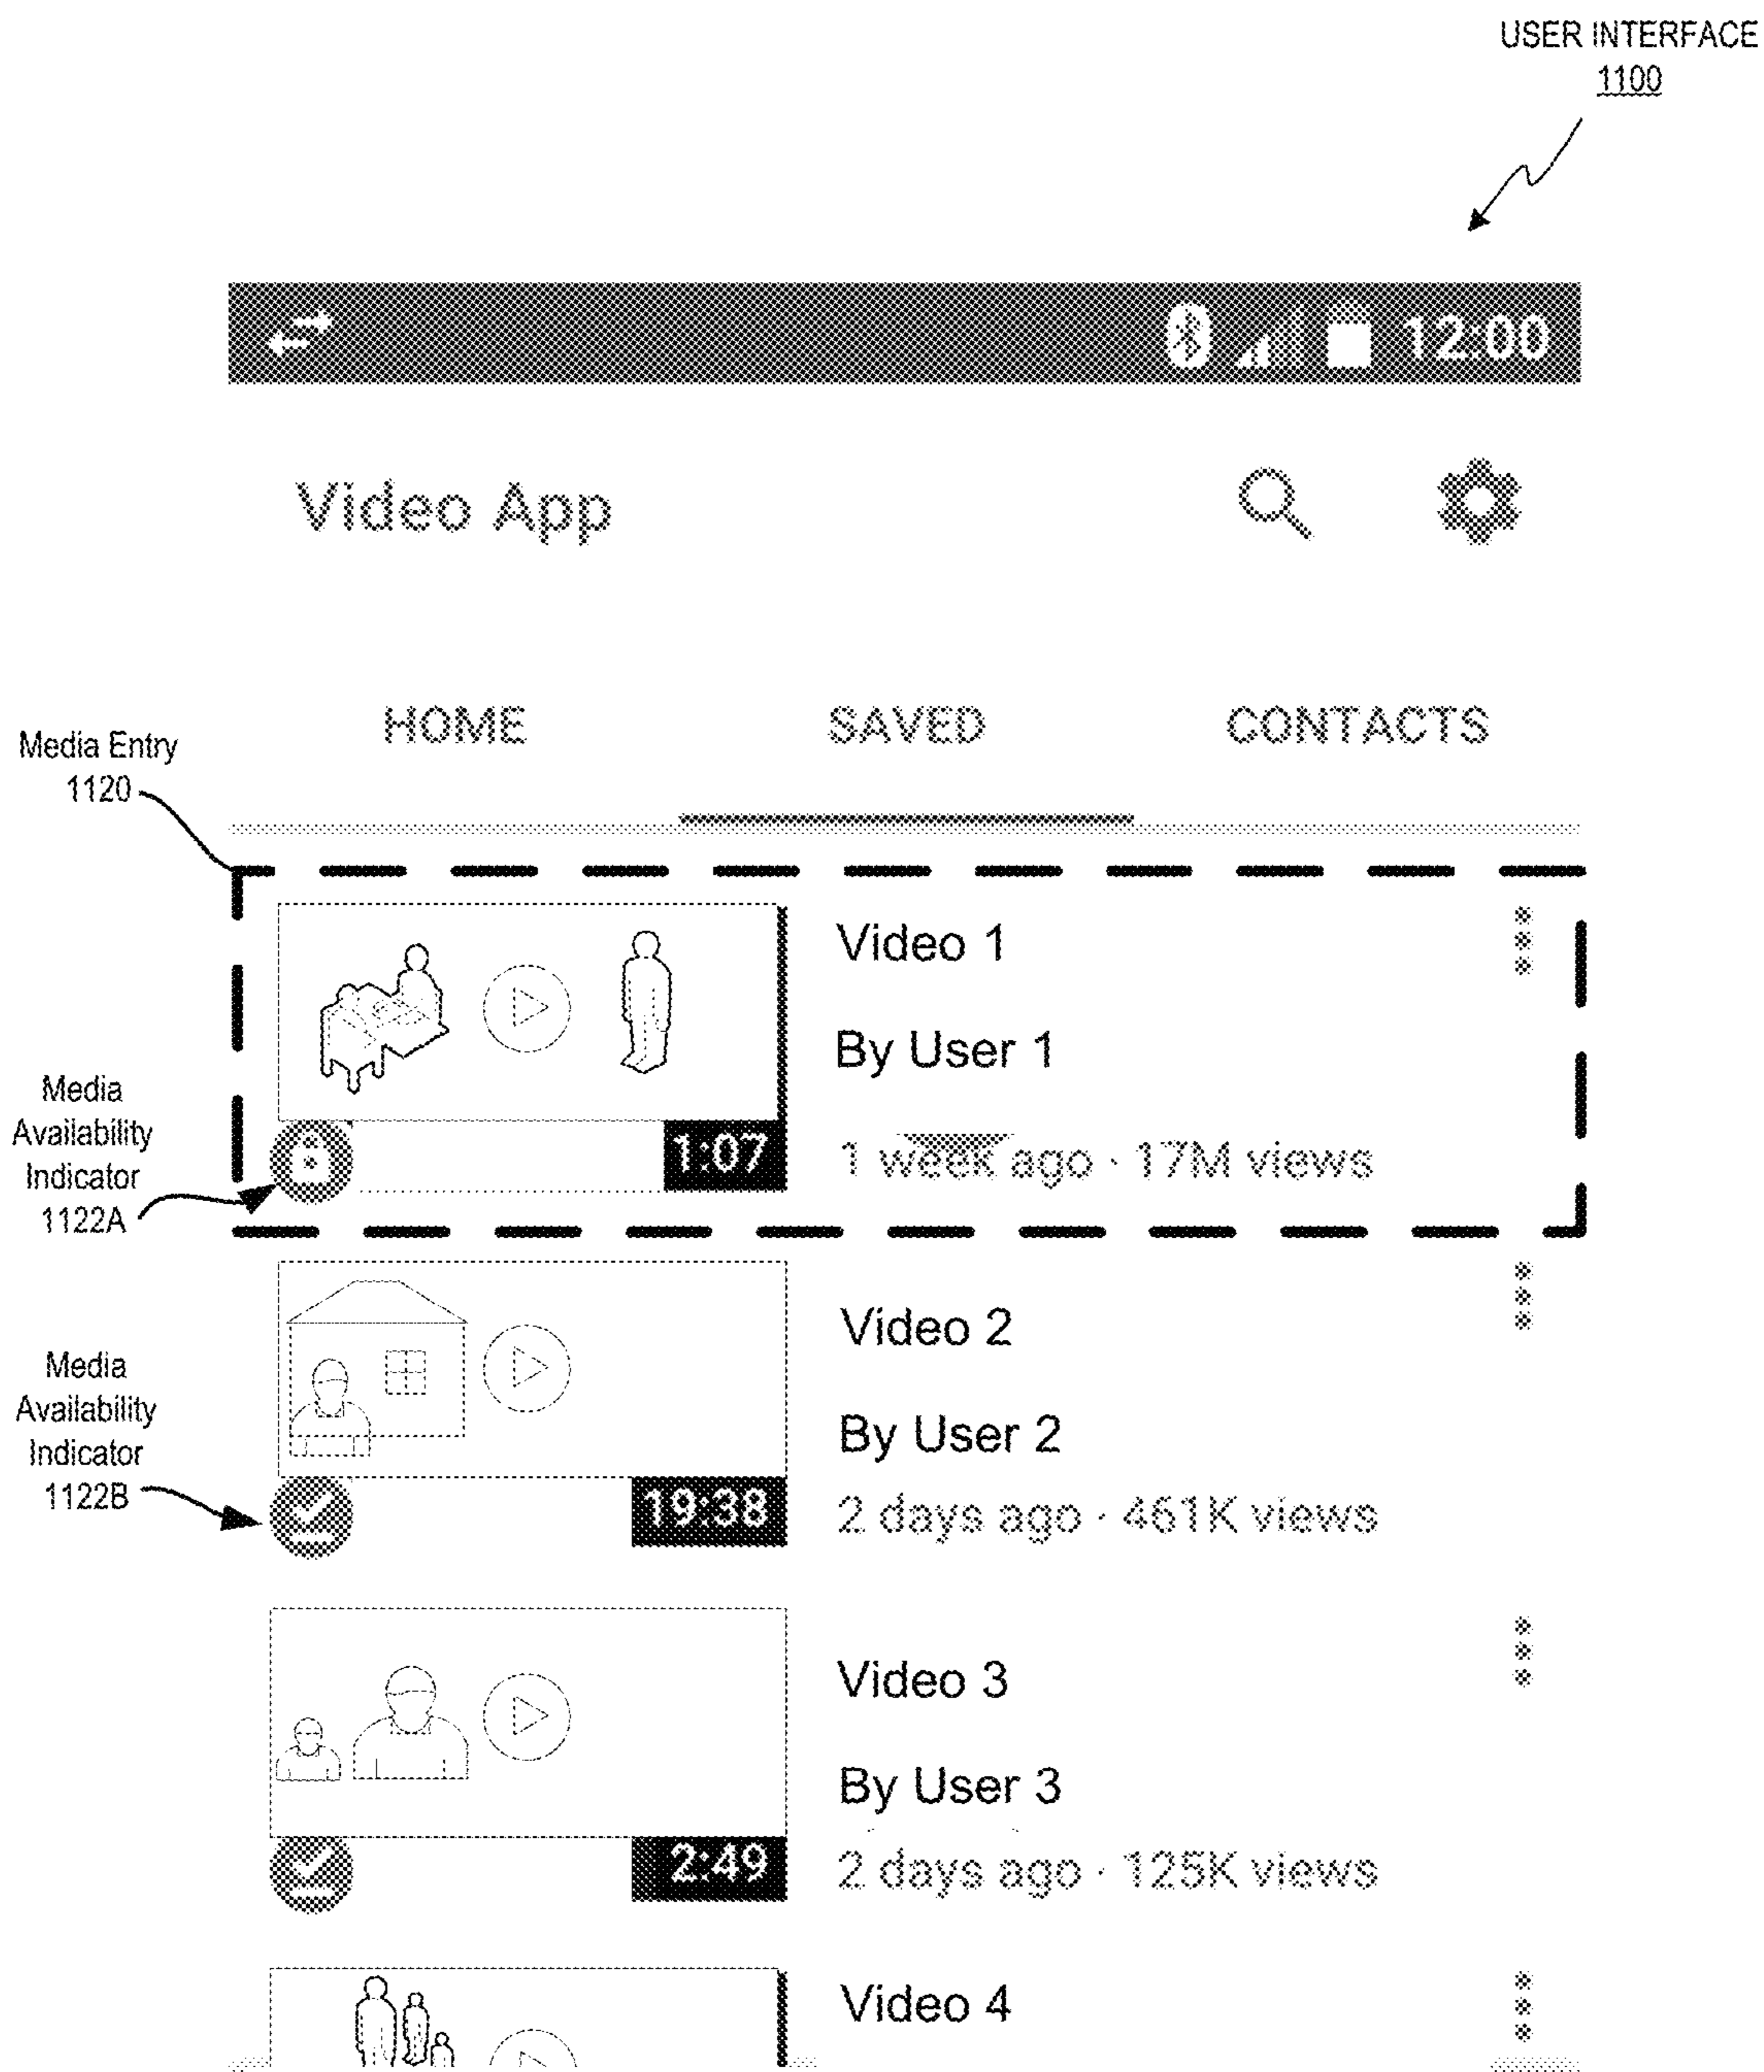 USER INTERFACE
1100
12:00
Video App
HOME SAVED CONTACTS
Media Entry
1120
Video 1
By User 1
1:07
1 week ago · 17M views
Media
Availability
Indicator
1122A
Video 2
By User 2
19:38
2 days ago · 461K views
Media
Availability
Indicator
1122B
Video 3
By User 3
2:49
2 days ago · 125K views
Video 4